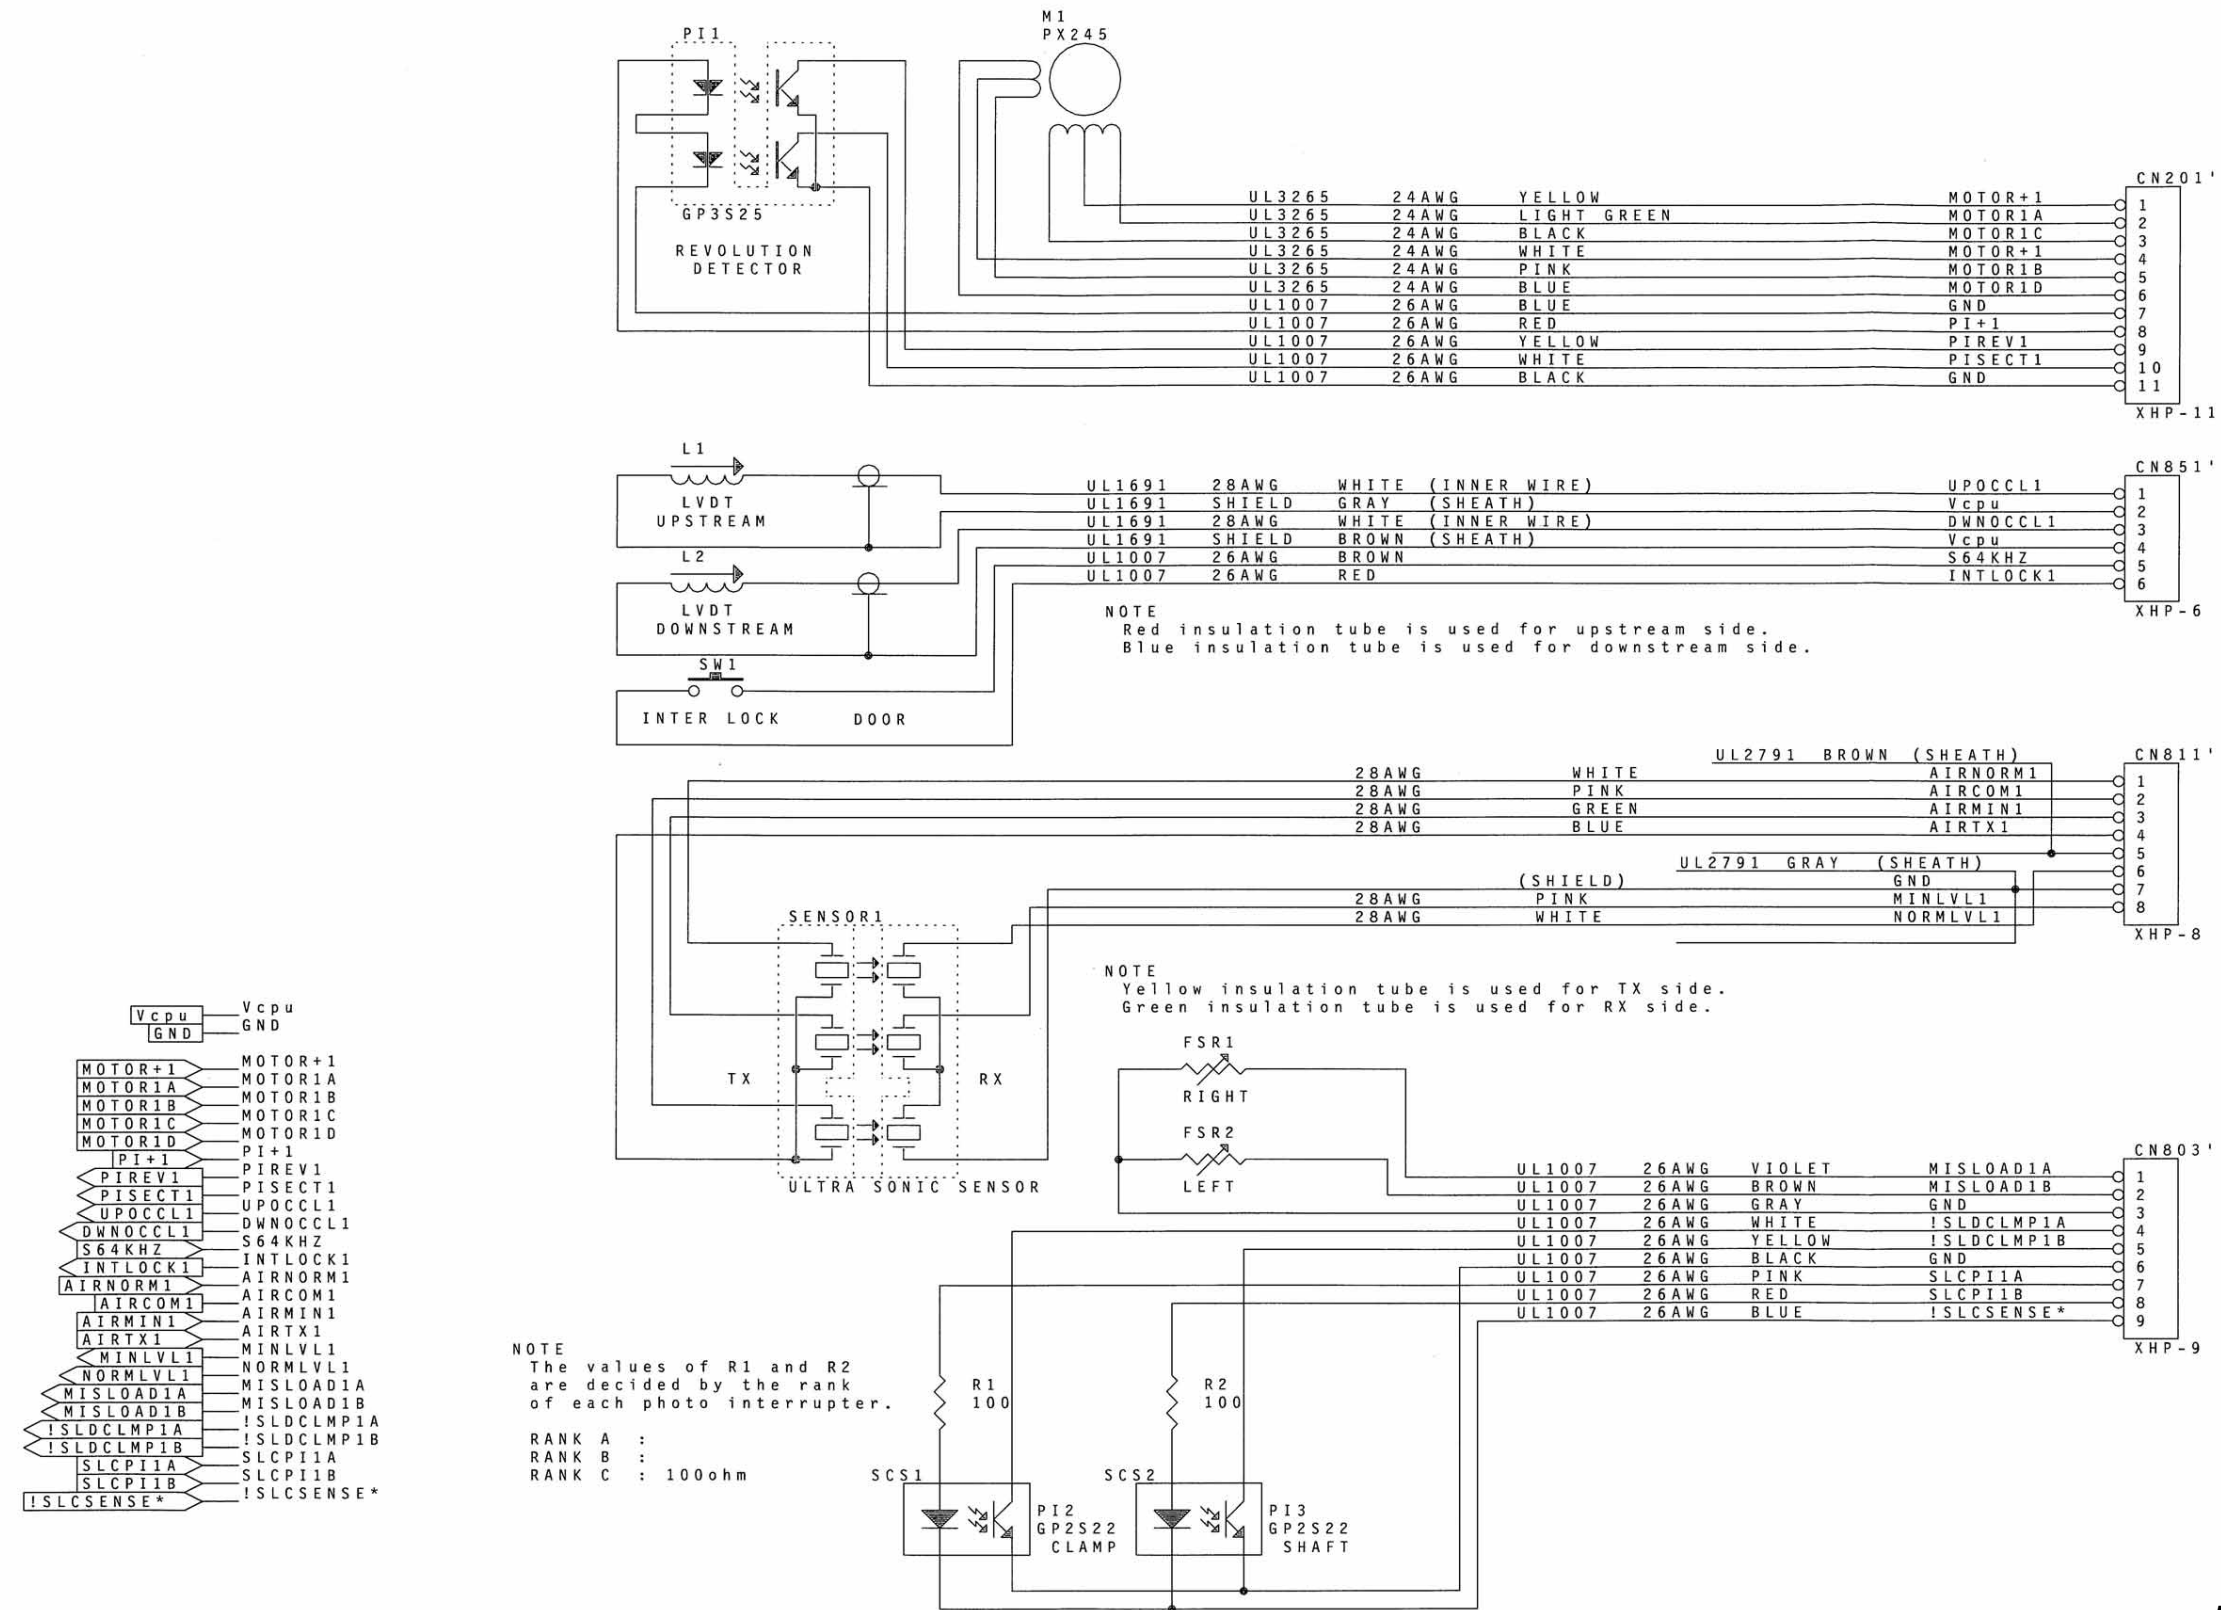 PI1
GP3S25
REVOLUTION
DETECTOR
M1
PX245
CN201'
UL3265 24AWG YELLOW MOTOR+1 1
UL3265 24AWG LIGHT GREEN MOTOR1A 2
UL3265 24AWG BLACK MOTOR1C 3
UL3265 24AWG WHITE MOTOR+1 4
UL3265 24AWG PINK MOTOR1B 5
UL3265 24AWG BLUE MOTOR1D 6
UL1007 26AWG BLUE GND 7
UL1007 26AWG RED PI+1 8
UL1007 26AWG YELLOW PIREV1 9
UL1007 26AWG WHITE PISECT1 10
UL1007 26AWG BLACK GND 11
XHP-11
L1
LVDT
UPSTREAM
L2
LVDT
DOWNSTREAM
SW1
INTER LOCK DOOR
CN851'
UL1691 28AWG WHITE (INNER WIRE) UPOCCL1 1
UL1691 SHIELD GRAY (SHEATH) Vcpu 2
UL1691 28AWG WHITE (INNER WIRE) DWNOCCL1 3
UL1691 SHIELD BROWN (SHEATH) Vcpu 4
UL1007 26AWG BROWN S64KHZ 5
UL1007 26AWG RED INTLOCK1 6
XHP-6
NOTE
Red insulation tube is used for upstream side.
Blue insulation tube is used for downstream side.
CN811'
UL2791 BROWN (SHEATH)
28AWG WHITE AIRNORM1 1
28AWG PINK AIRCOM1 2
28AWG GREEN AIRMIN1 3
28AWG BLUE AIRTX1 4
5
UL2791 GRAY (SHEATH) 6
(SHIELD) GND 7
28AWG PINK MINLVL1 8
28AWG WHITE NORMLVL1
XHP-8
SENSOR1
TX
RX
ULTRA SONIC SENSOR
NOTE
Yellow insulation tube is used for TX side.
Green insulation tube is used for RX side.
FSR1
RIGHT
FSR2
LEFT
CN803'
UL1007 26AWG VIOLET MISLOAD1A 1
UL1007 26AWG BROWN MISLOAD1B 2
UL1007 26AWG GRAY GND 3
UL1007 26AWG WHITE !SLDCLMP1A 4
UL1007 26AWG YELLOW !SLDCLMP1B 5
UL1007 26AWG BLACK GND 6
UL1007 26AWG PINK SLCPI1A 7
UL1007 26AWG RED SLCPI1B 8
UL1007 26AWG BLUE !SLCSENSE* 9
XHP-9
Vcpu Vcpu
GND GND
MOTOR+1 MOTOR+1
MOTOR1A MOTOR1A
MOTOR1B MOTOR1B
MOTOR1C MOTOR1C
MOTOR1D MOTOR1D
PI+1 PI+1
PIREV1 PIREV1
PISECT1 PISECT1
UPOCCL1 UPOCCL1
DWNOCCL1 DWNOCCL1
S64KHZ S64KHZ
INTLOCK1 INTLOCK1
AIRNORM1 AIRNORM1
AIRCOM1 AIRCOM1
AIRMIN1 AIRMIN1
AIRTX1 AIRTX1
MINLVL1 MINLVL1
NORMLVL1 NORMLVL1
MISLOAD1A MISLOAD1A
MISLOAD1B MISLOAD1B
!SLDCLMP1A !SLDCLMP1A
!SLDCLMP1B !SLDCLMP1B
SLCPI1A SLCPI1A
SLCPI1B SLCPI1B
!SLCSENSE* !SLCSENSE*
NOTE
The values of R1 and R2
are decided by the rank
of each photo interrupter.
RANK A :
RANK B :
RANK C : 100ohm
R1
100
R2
100
SCS1
PI2
GP2S22
CLAMP
SCS2
PI3
GP2S22
SHAFT